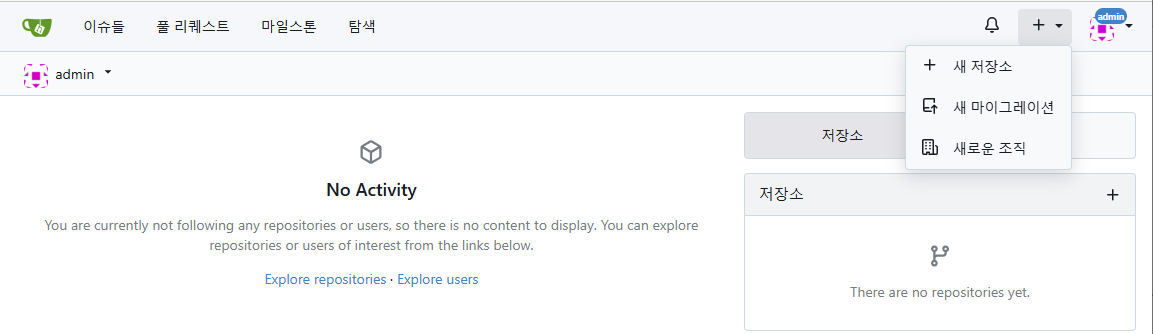 이슈들
풀 리퀘스트
마일스톤
탐색
admin
admin
새 저장소
새 마이그레이션
새로운 조직
No Activity
You are currently not following any repositories or users, so there is no content to display. You can explore
repositories or users of interest from the links below.
Explore repositories · Explore users
저장소
저장소
There are no repositories yet.